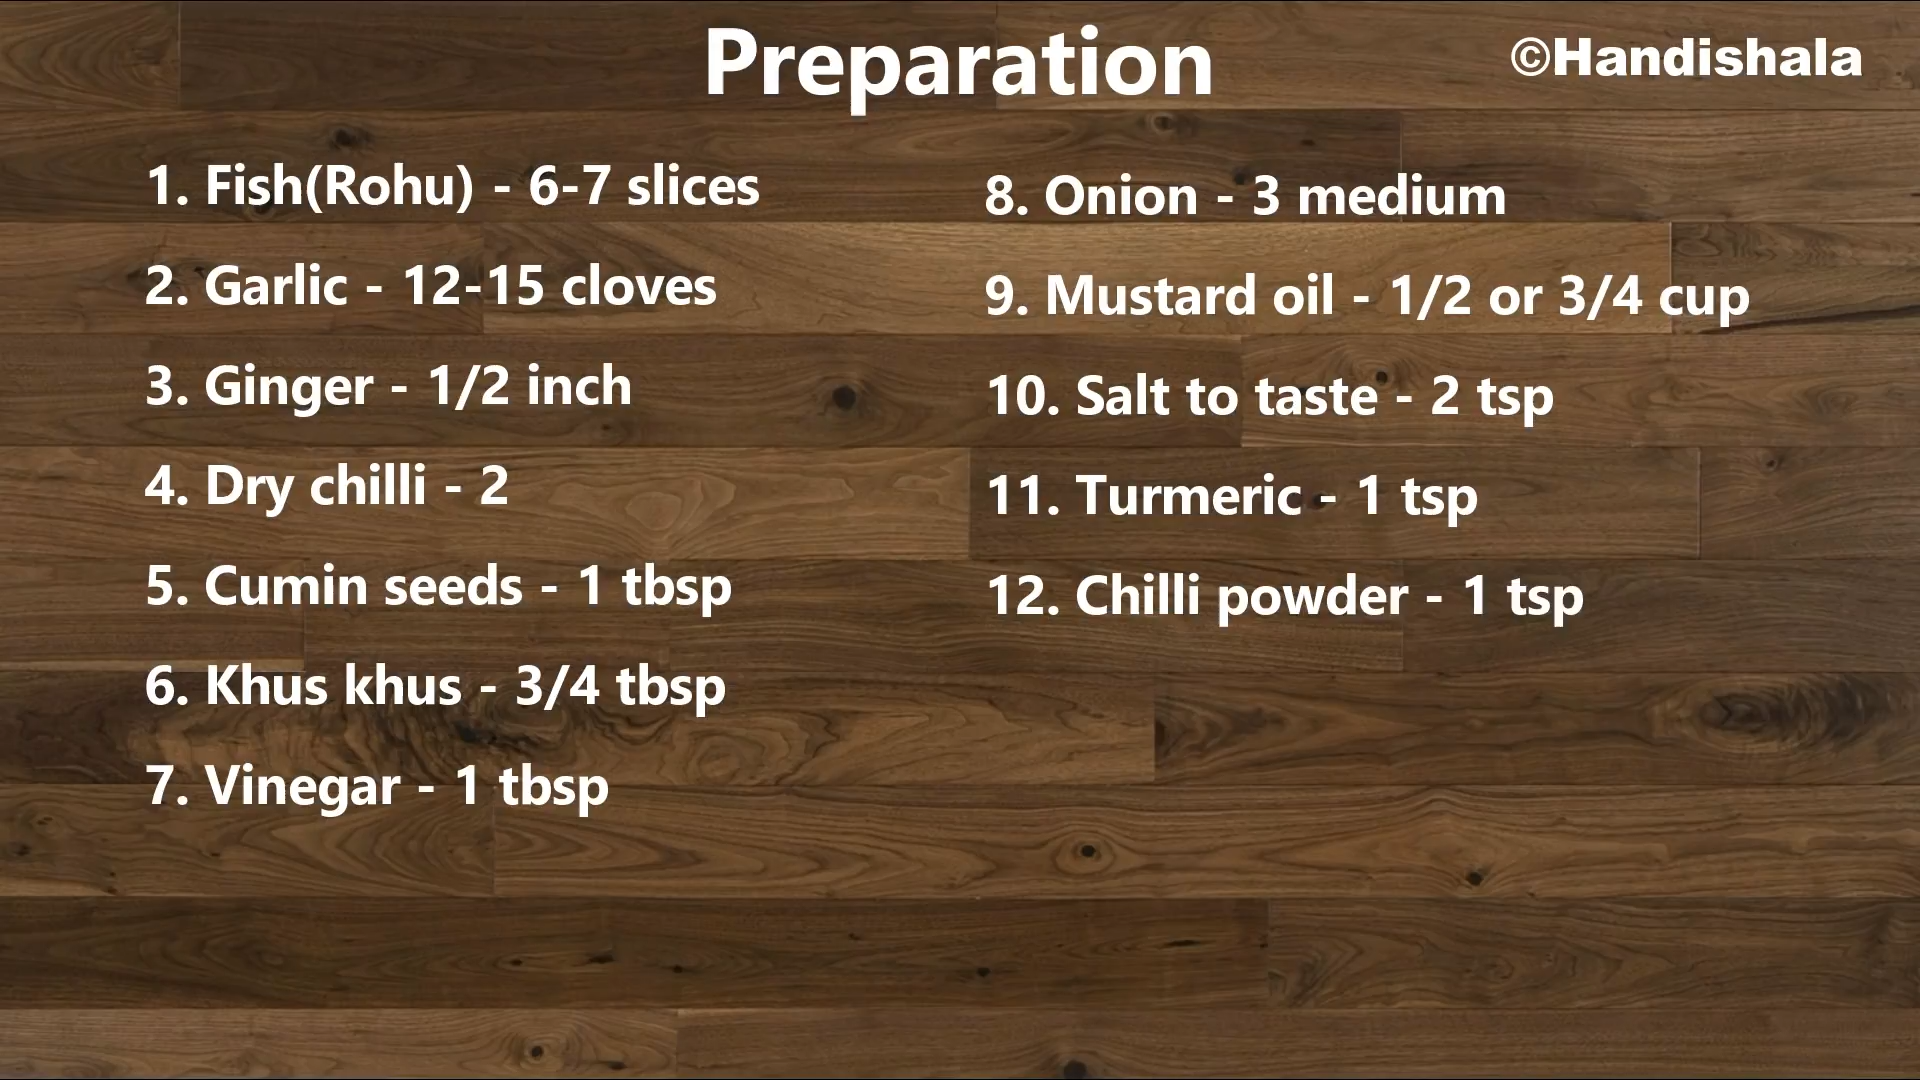 Preparation
©Handishala
1. Fish(Rohu) - 6-7 slices
2. Garlic - 12-15 cloves
3. Ginger - 1/2 inch
4. Dry chilli - 2
5. Cumin seeds - 1 tbsp
6. Khus khus - 3/4 tbsp
7. Vinegar - 1 tbsp
8. Onion - 3 medium
9. Mustard oil - 1/2 or 3/4 cup
10. Salt to taste - 2 tsp
11. Turmeric - 1 tsp
12. Chilli powder - 1 tsp